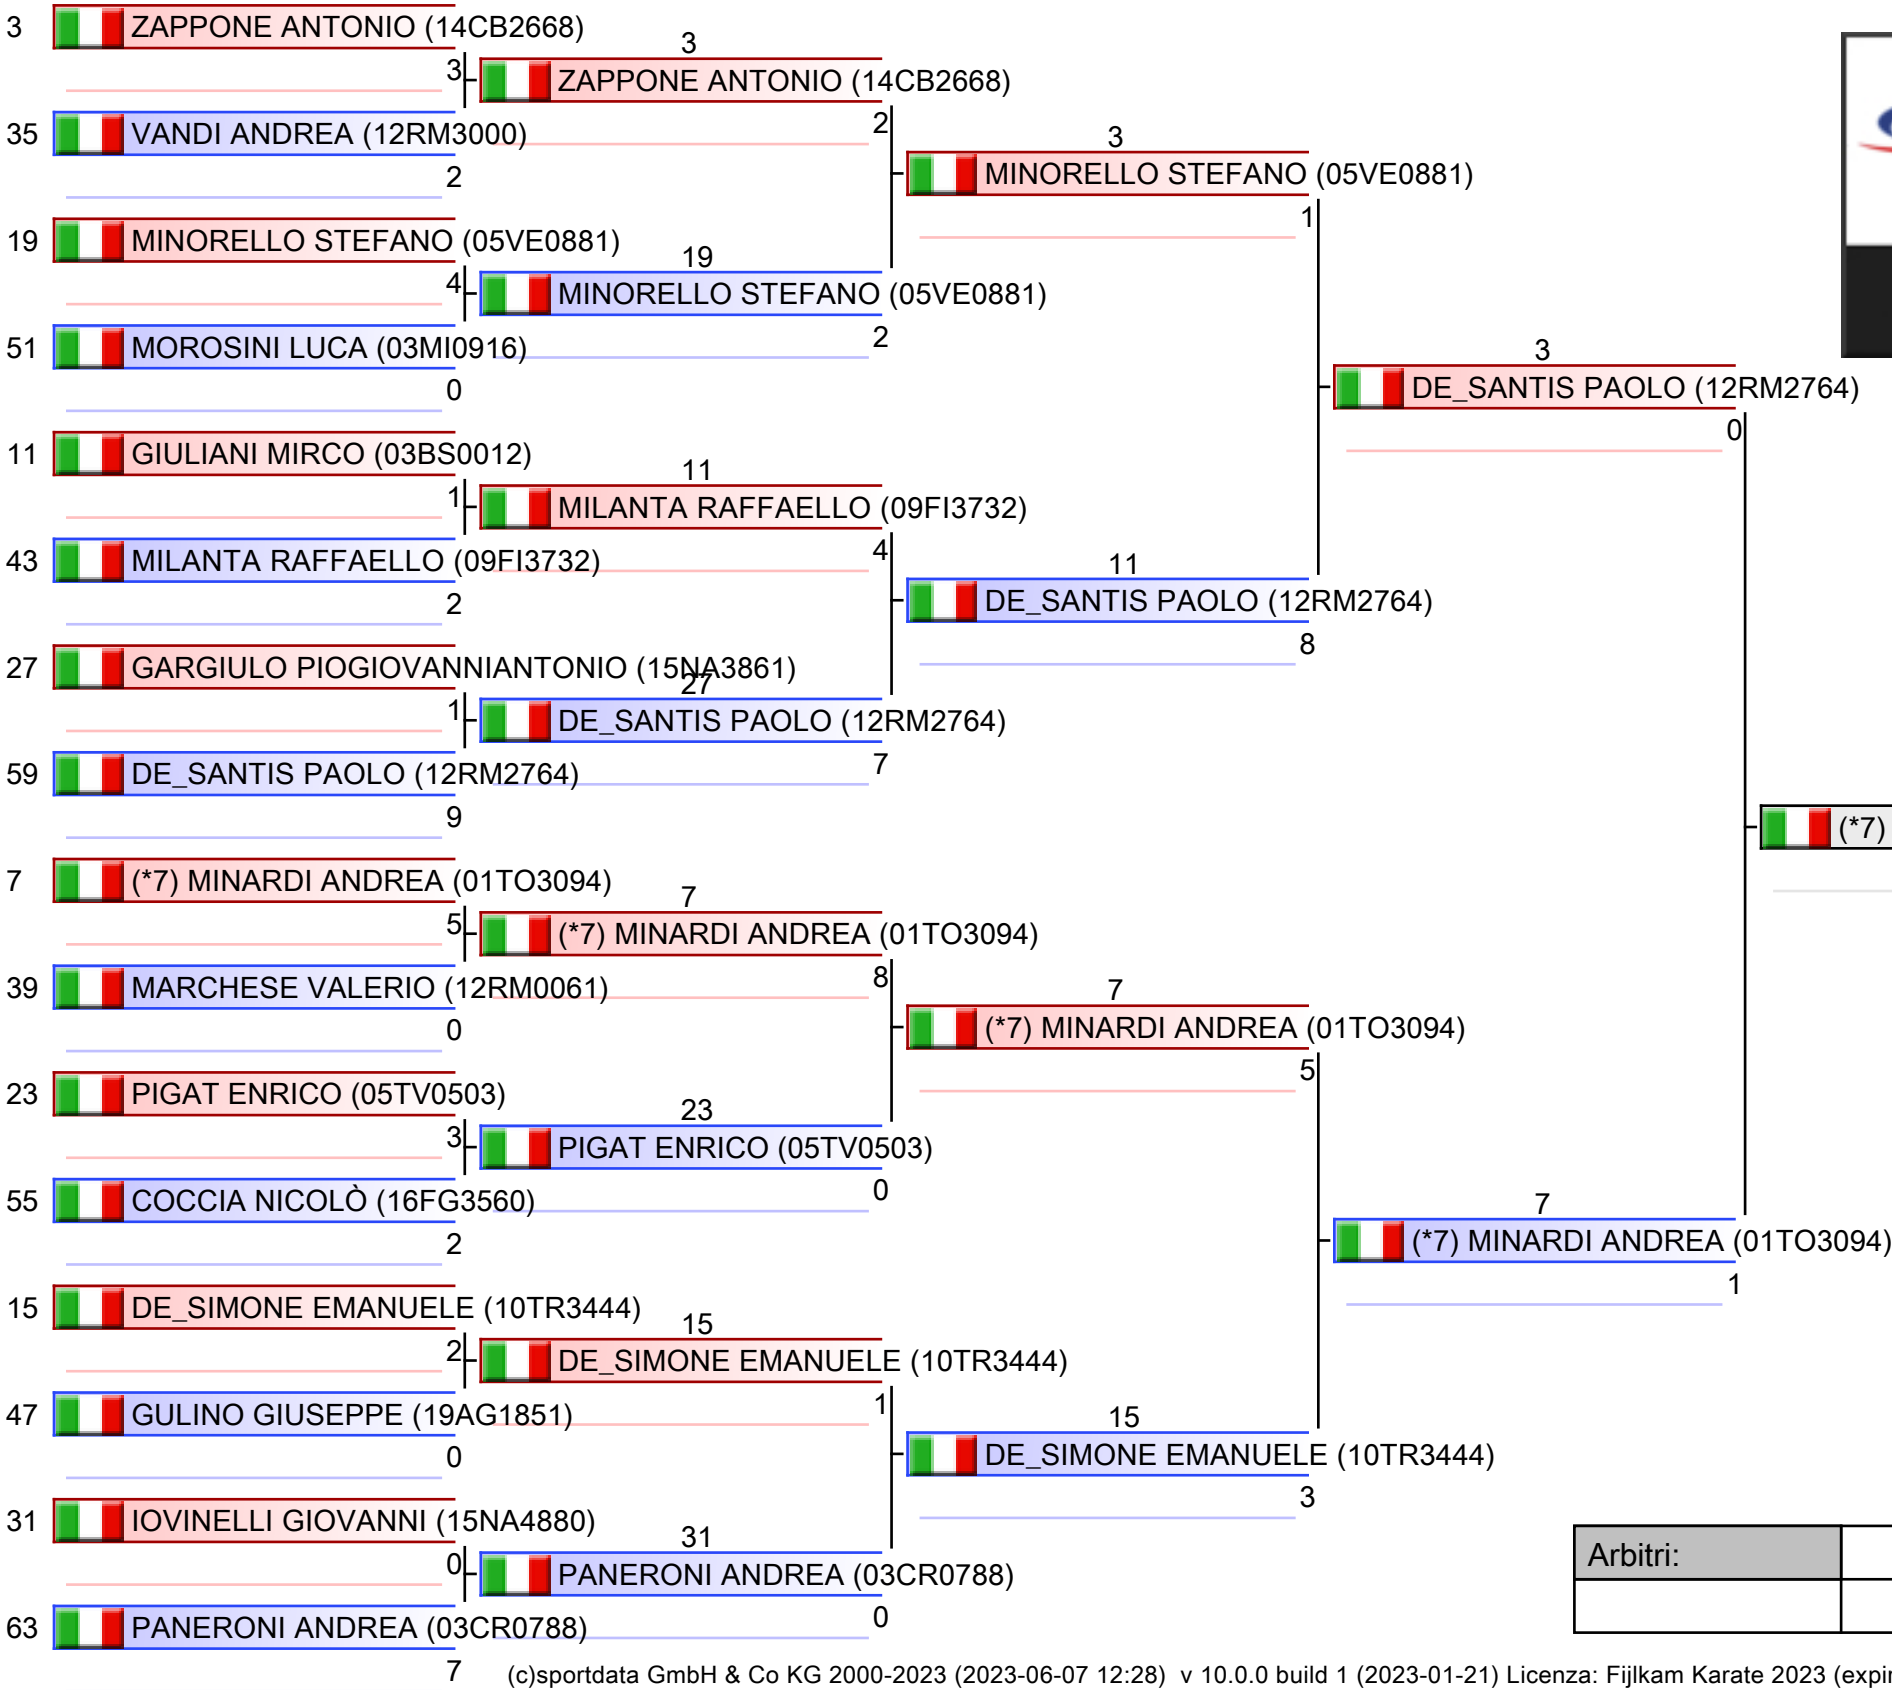 3 ZAPPONE ANTONIO (14CB2668)
3
35 VANDI ANDREA (12RM3000)
2
19 MINORELLO STEFANO (05VE0881)
4
51 MOROSINI LUCA (03MI0916)
0
11 GIULIANI MIRCO (03BS0012)
1
43 MILANTA RAFFAELLO (09FI3732)
2
27 GARGIULO PIOGIOVANNIANTONIO (15NA3861)
1
59 DE_SANTIS PAOLO (12RM2764)
9
7 (*7) MINARDI ANDREA (01TO3094)
5
39 MARCHESE VALERIO (12RM0061)
0
23 PIGAT ENRICO (05TV0503)
3
55 COCCIA NICOLÒ (16FG3560)
2
15 DE_SIMONE EMANUELE (10TR3444)
2
47 GULINO GIUSEPPE (19AG1851)
0
31 IOVINELLI GIOVANNI (15NA4880)
0
63 PANERONI ANDREA (03CR0788)
7
3
ZAPPONE ANTONIO (14CB2668)
2
19
MINORELLO STEFANO (05VE0881)
2
11
MILANTA RAFFAELLO (09FI3732)
4
27
DE_SANTIS PAOLO (12RM2764)
7
7
(*7) MINARDI ANDREA (01TO3094)
8
23
PIGAT ENRICO (05TV0503)
0
15
DE_SIMONE EMANUELE (10TR3444)
1
31
PANERONI ANDREA (03CR0788)
0
3
MINORELLO STEFANO (05VE0881)
1
11
DE_SANTIS PAOLO (12RM2764)
8
7
(*7) MINARDI ANDREA (01TO3094)
5
15
DE_SIMONE EMANUELE (10TR3444)
3
3
DE_SANTIS PAOLO (12RM2764)
0
7
(*7) MINARDI ANDREA (01TO3094)
1
(*7)
Arbitri:
(c)sportdata GmbH & Co KG 2000-2023 (2023-06-07 12:28) v 10.0.0 build 1 (2023-01-21) Licenza: Fijlkam Karate 2023 (expir